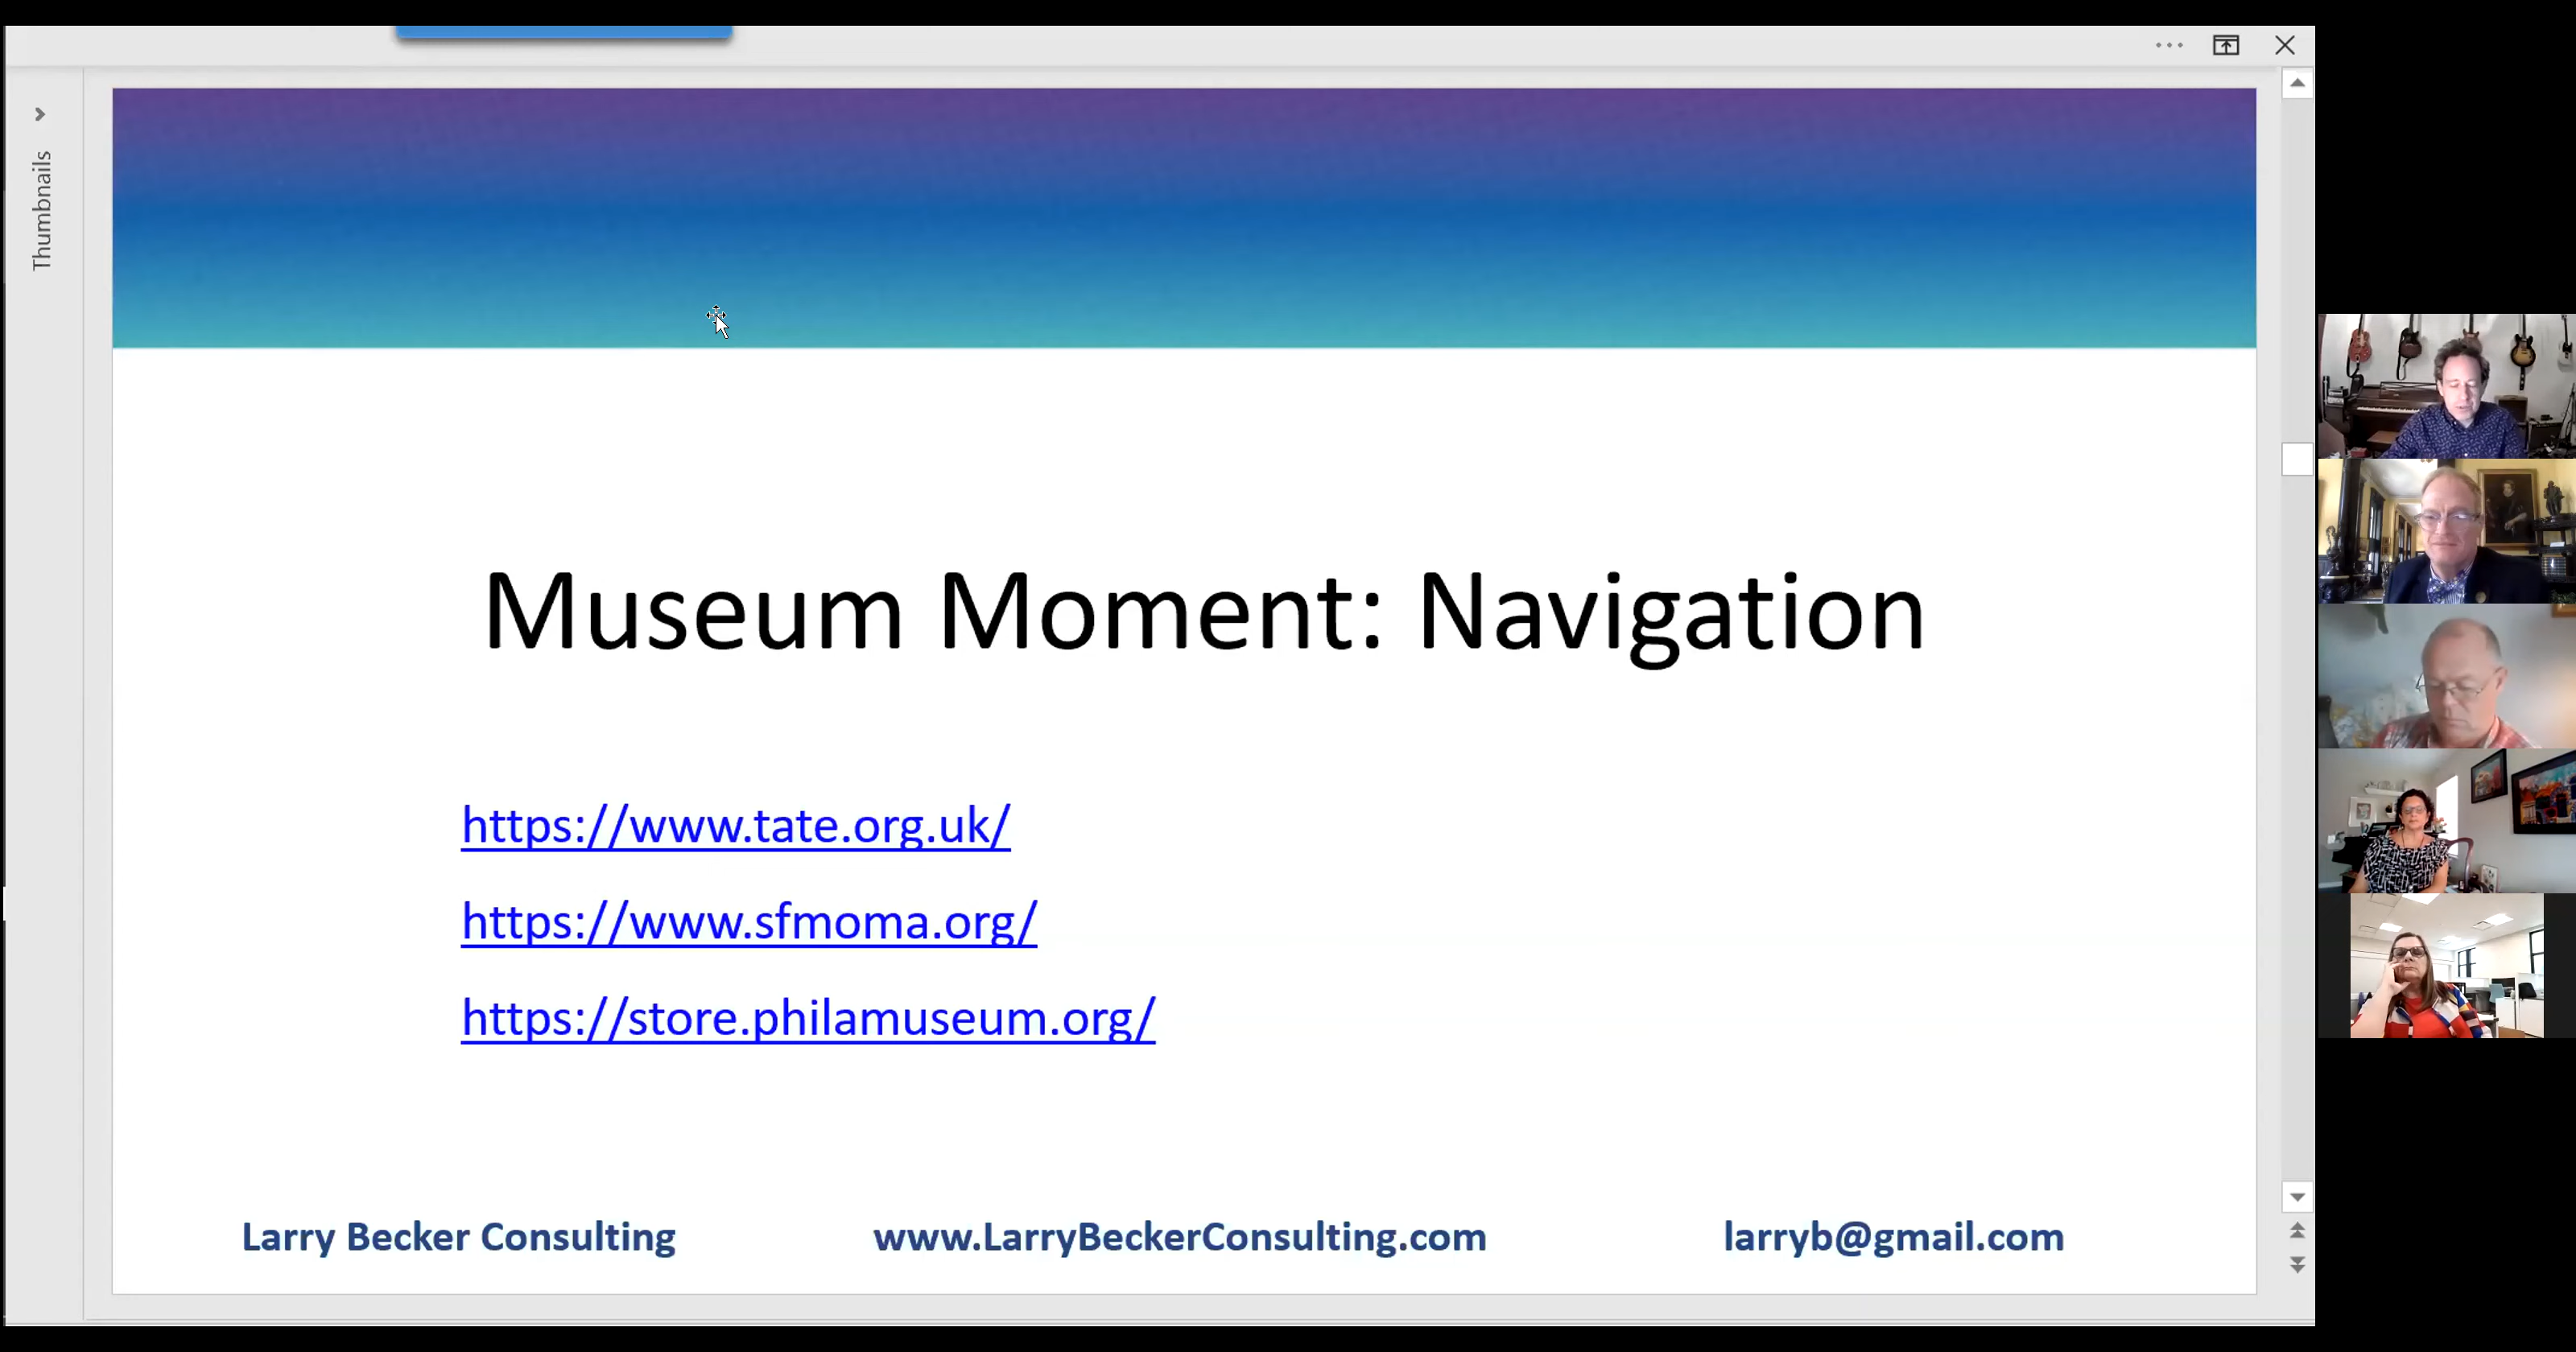 Thumbnails
Museum Moment: Navigation
https://www.tate.org.uk/
https://www.sfmoma.org/
https://store.philamuseum.org/
Larry Becker Consulting www.LarryBeckerConsulting.com larryb@gmail.com